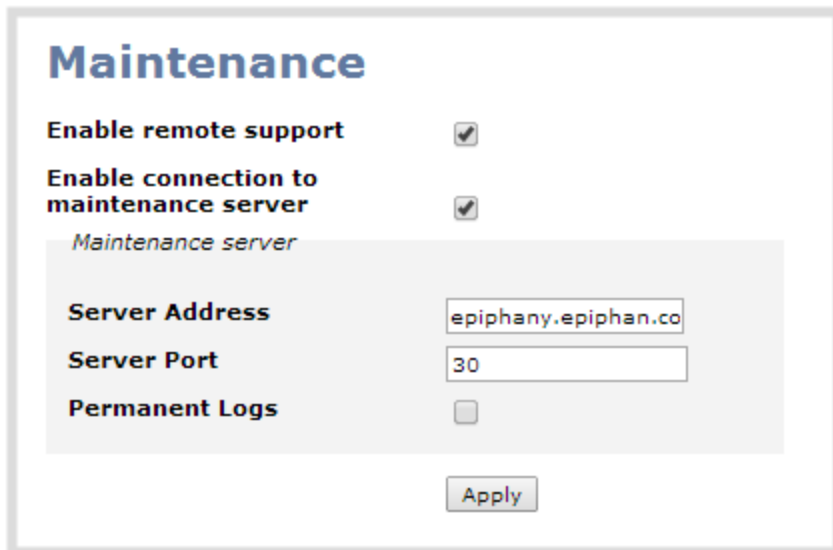 Maintenance
Enable remote support
Enable connection to
maintenance server
Maintenance server
Server Address epiphany.epiphan.co
Server Port 30
Permanent Logs
Apply